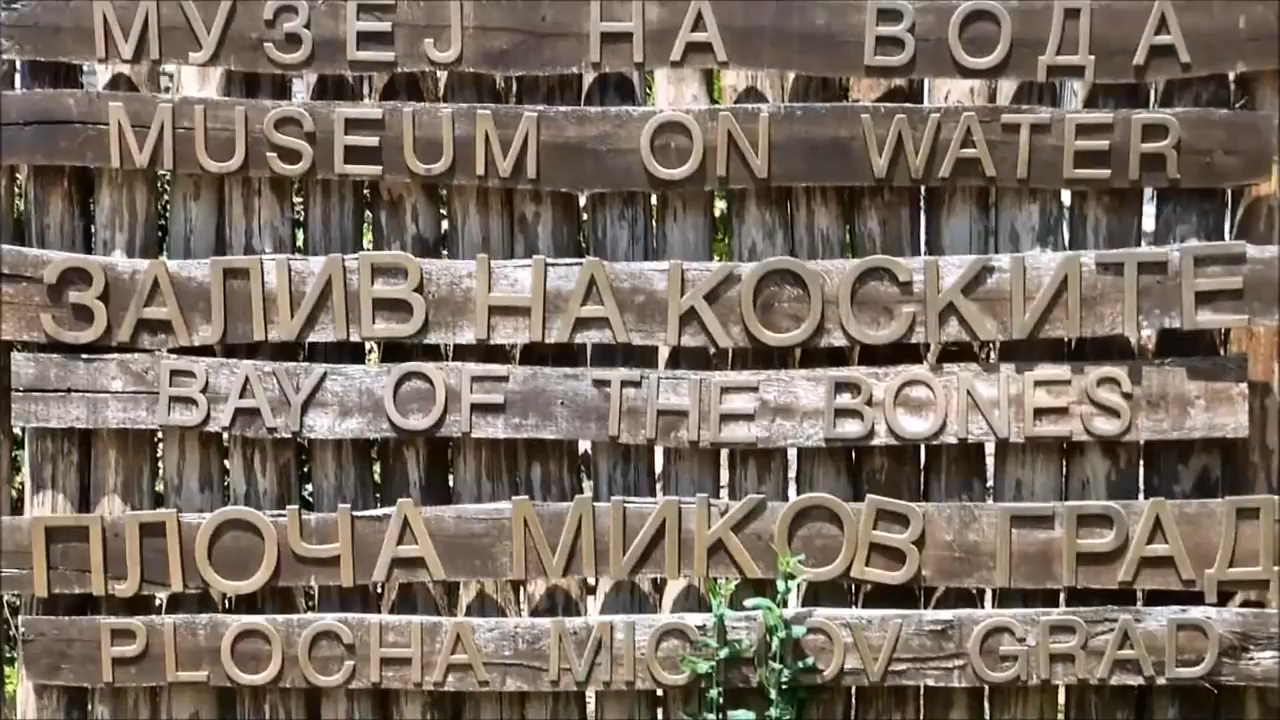 МУЗЕЈ НА ВОДА
MUSEUM ON WATER
ЗАЛИВ НА КОСКИТЕ
BAY OF THE BONES
ПЛОЧА МИКОВ ГРАД
PLOCHA GRAD